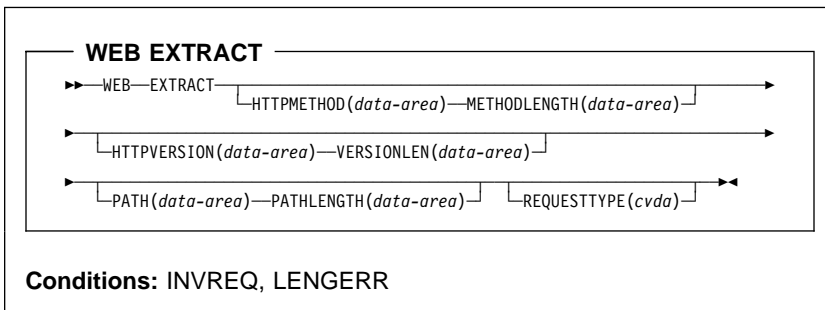 WEB EXTRACT
WEB EXTRACT
HTTPMETHOD(data-area) METHODLENGTH(data-area)
HTTPVERSION(data-area) VERSIONLEN(data-area)
PATH(data-area) PATHLENGTH(data-area) REQUESTTYPE(cvda)
Conditions: INVREQ, LENGERR